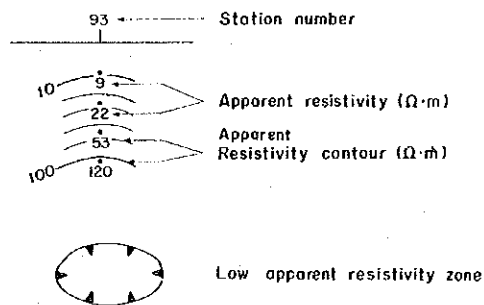 93 Station number
10 9
22 Apparent resistivity (Ω·m)
53 Apparent
Resistivity contour (Ω·m)
100 120
Low apparent resistivity zone